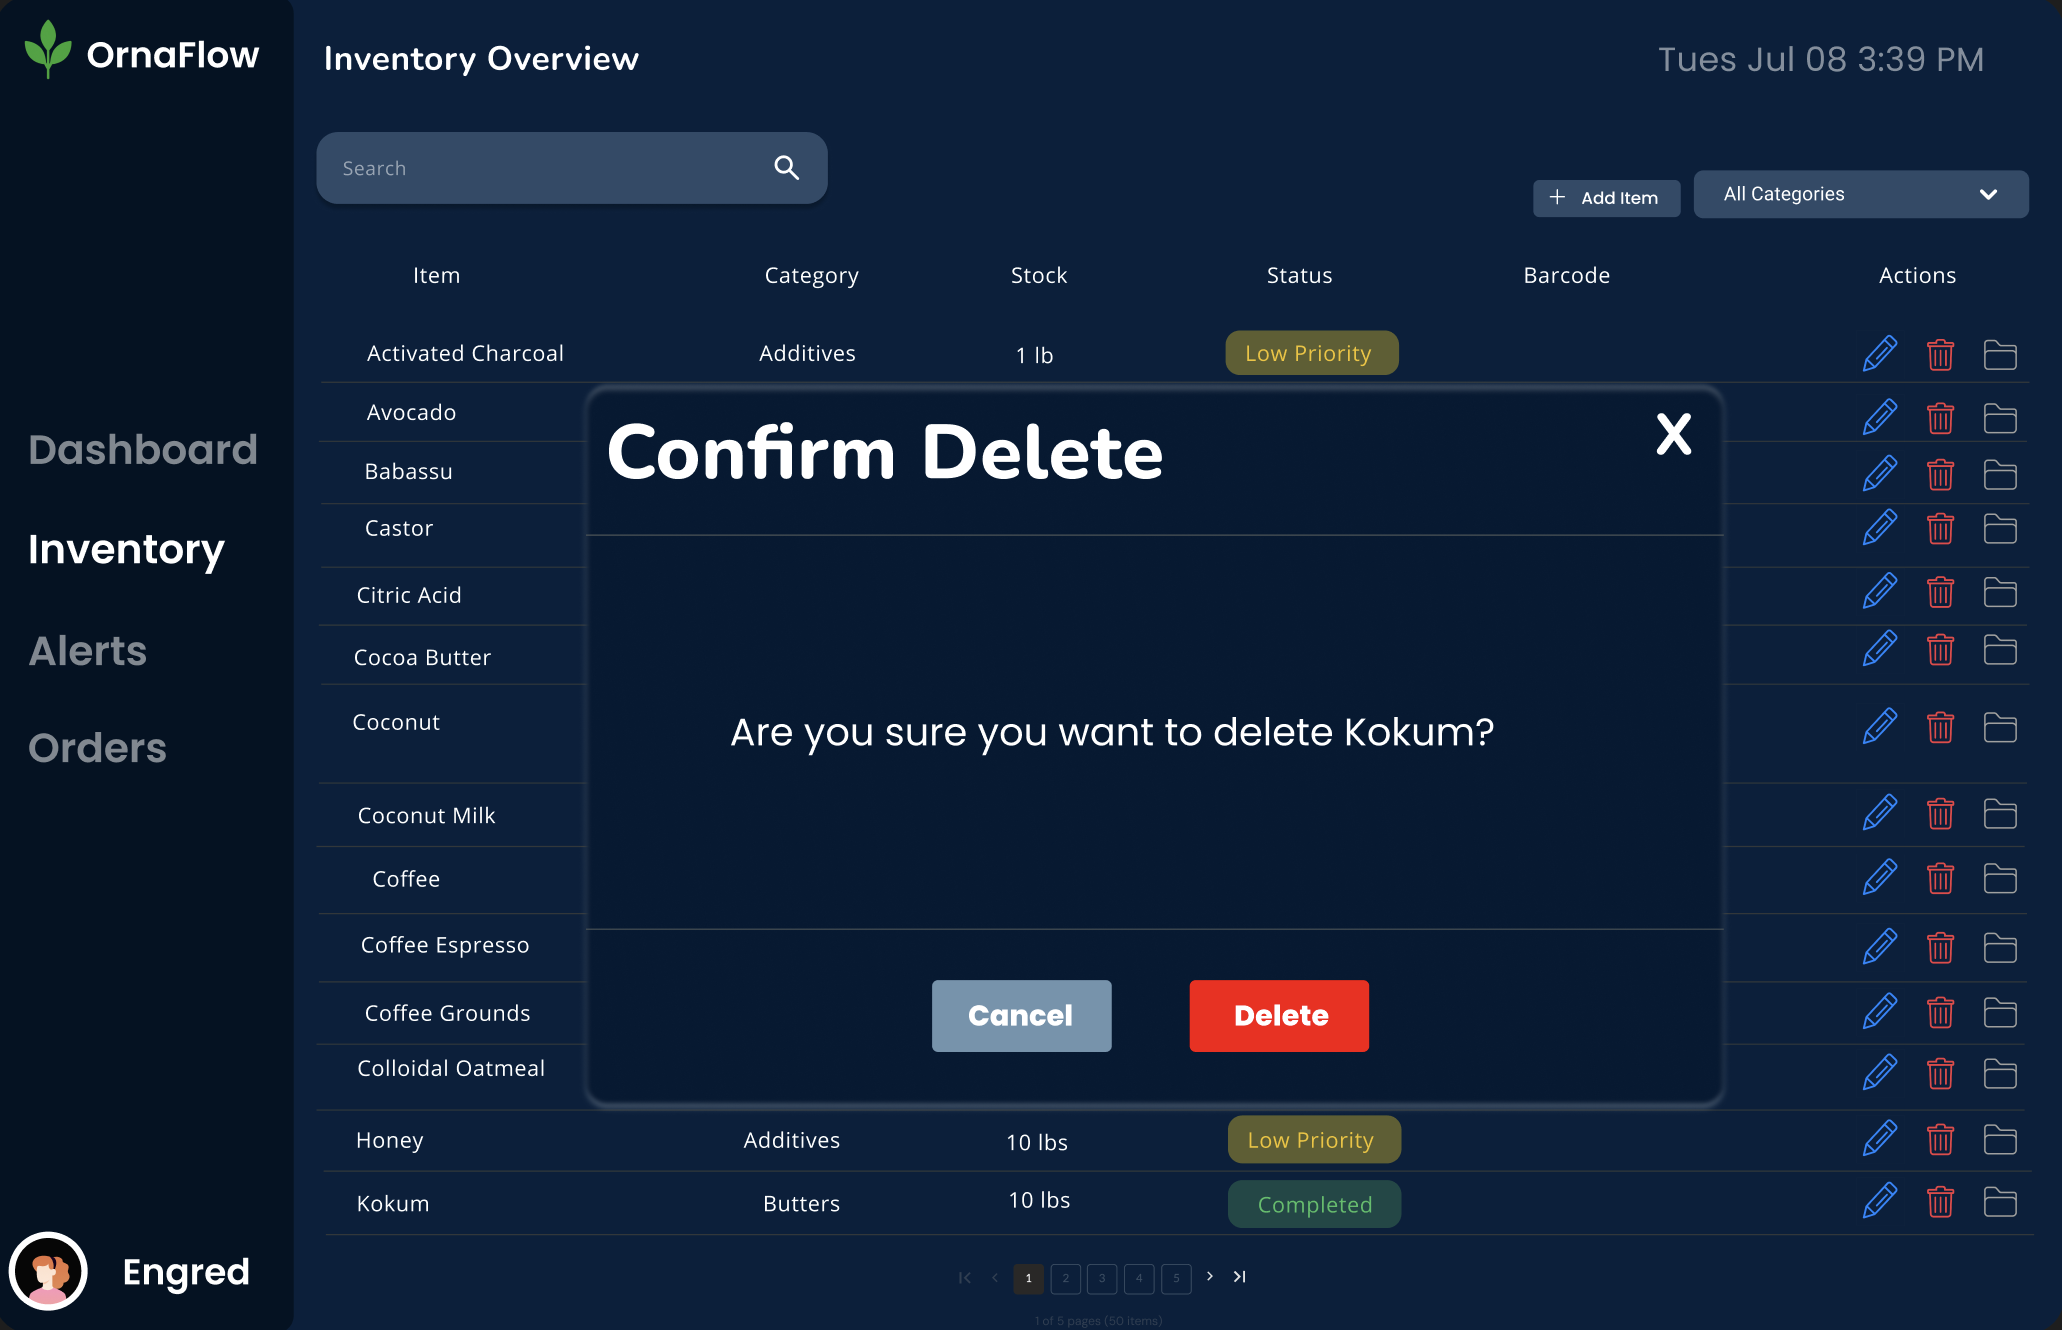 OrnaFlow
Inventory Overview
Tues Jul 08 3:39 PM
Search
+ Add Item
All Categories
Item Category Stock Status Barcode Actions
Activated Charcoal Additives 1 lb Low Priority
Avocado
Babassu
Castor
Citric Acid
Cocoa Butter
Coconut
Coconut Milk
Coffee
Coffee Espresso
Coffee Grounds
Colloidal Oatmeal
Honey Additives 10 lbs Low Priority
Kokum Butters 10 lbs Completed
Dashboard
Inventory
Alerts
Orders
Engred
Confirm Delete
X
Are you sure you want to delete Kokum?
Cancel Delete
1 2 3 4 5
1 of 5 pages (50 items)